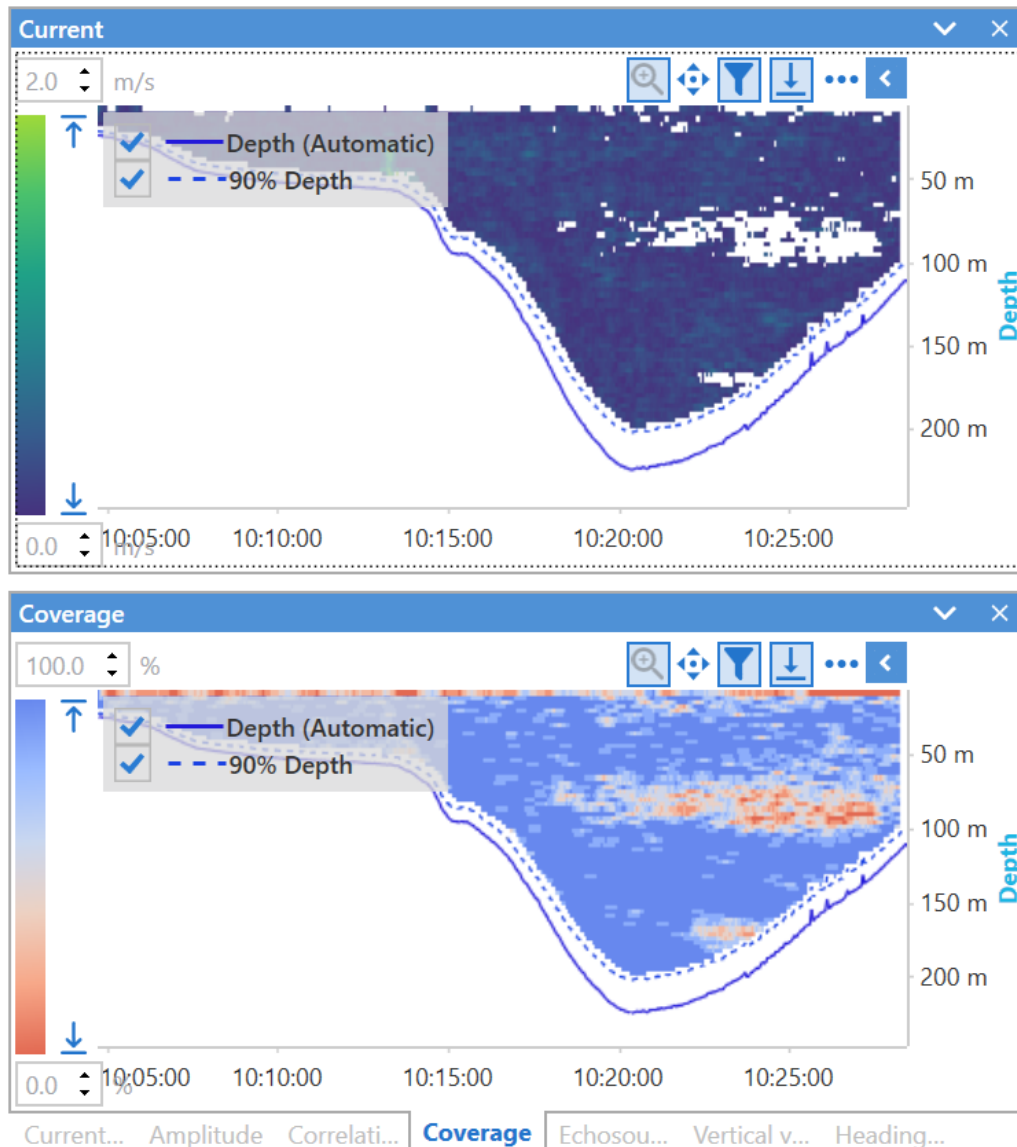 Current
2.0 m/s
Depth (Automatic)
90% Depth
50 m
100 m
150 m
200 m
Depth
0.0 m/s
10:05:00 10:10:00 10:15:00 10:20:00 10:25:00
Coverage
100.0 %
Depth (Automatic)
90% Depth
50 m
100 m
150 m
200 m
Depth
0.0 %
10:05:00 10:10:00 10:15:00 10:20:00 10:25:00
Current... Amplitude Correlati... Coverage Echosou... Vertical v... Heading...